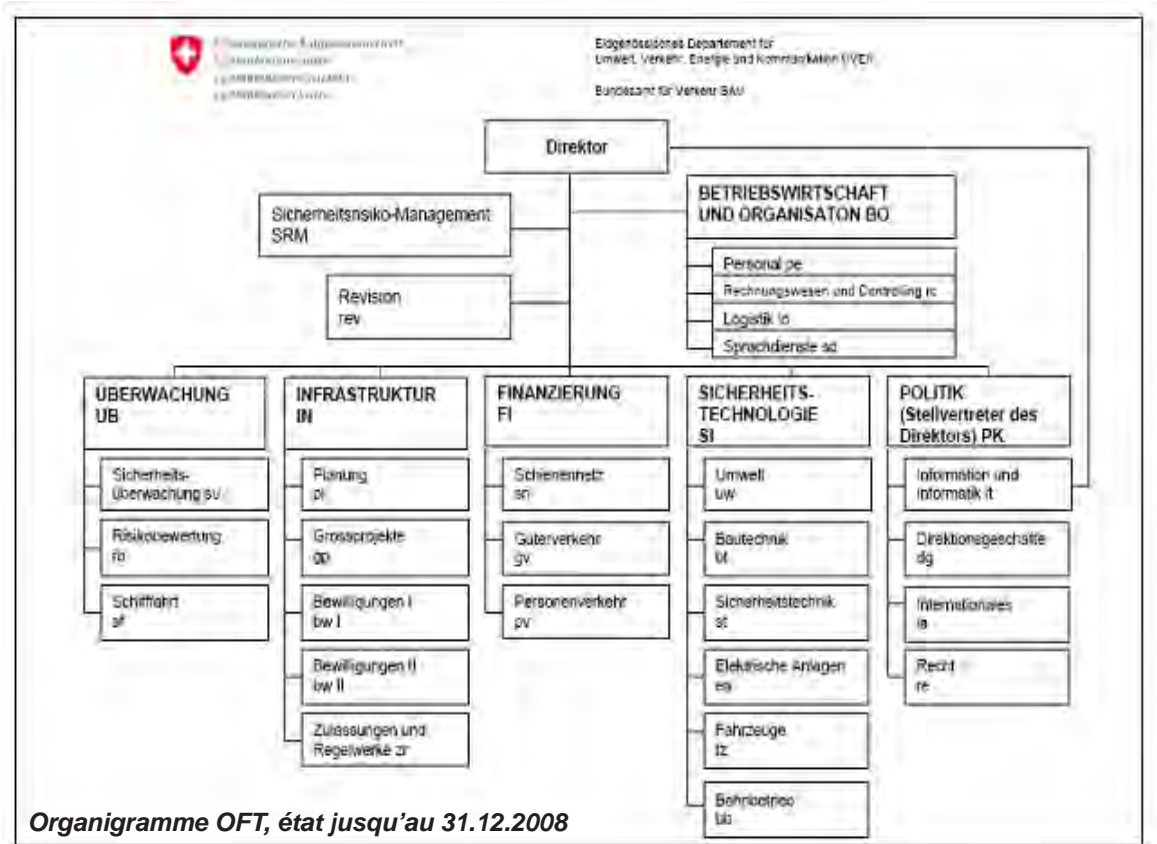 Eidgenössisches Departement für
Umwelt, Verkehr, Energie und Kommunikation UVEK
Bundesamt für Verkehr BAV
Direktor
Sicherheitsrisiko-Management
SRM
BETRIEBSWIRTSCHAFT
UND ORGANISATON BO
Personal pe
Rechnungswesen und Controlling rc
Logistik lo
Sprachdienste sd
Revision
rev
ÜBERWACHUNG
UB
Sicherheits-
überwachung su
Risikobewertung
rb
Schifffahrt
sf
INFRASTRUKTUR
IN
Planung
pl
Grossprojekte
gp
Bewilligungen I
bw I
Bewilligungen II
bw II
Zulassungen und
Regelwerke zr
FINANZIERUNG
FI
Schienennetz
sn
Güterverkehr
gv
Personenverkehr
pv
SICHERHEITS-
TECHNOLOGIE
SI
Umwelt
uw
Bautechnik
bt
Sicherheitstechnik
st
Elektrische Anlagen
ea
Fahrzeuge
fz
Bahnbetrieb
bb
POLITIK
(Stellvertreter des
Direktors) PK
Information und
Informatik it
Direktionsgeschäfte
dg
Internationales
ia
Recht
re
Organigramme OFT, état jusqu'au 31.12.2008